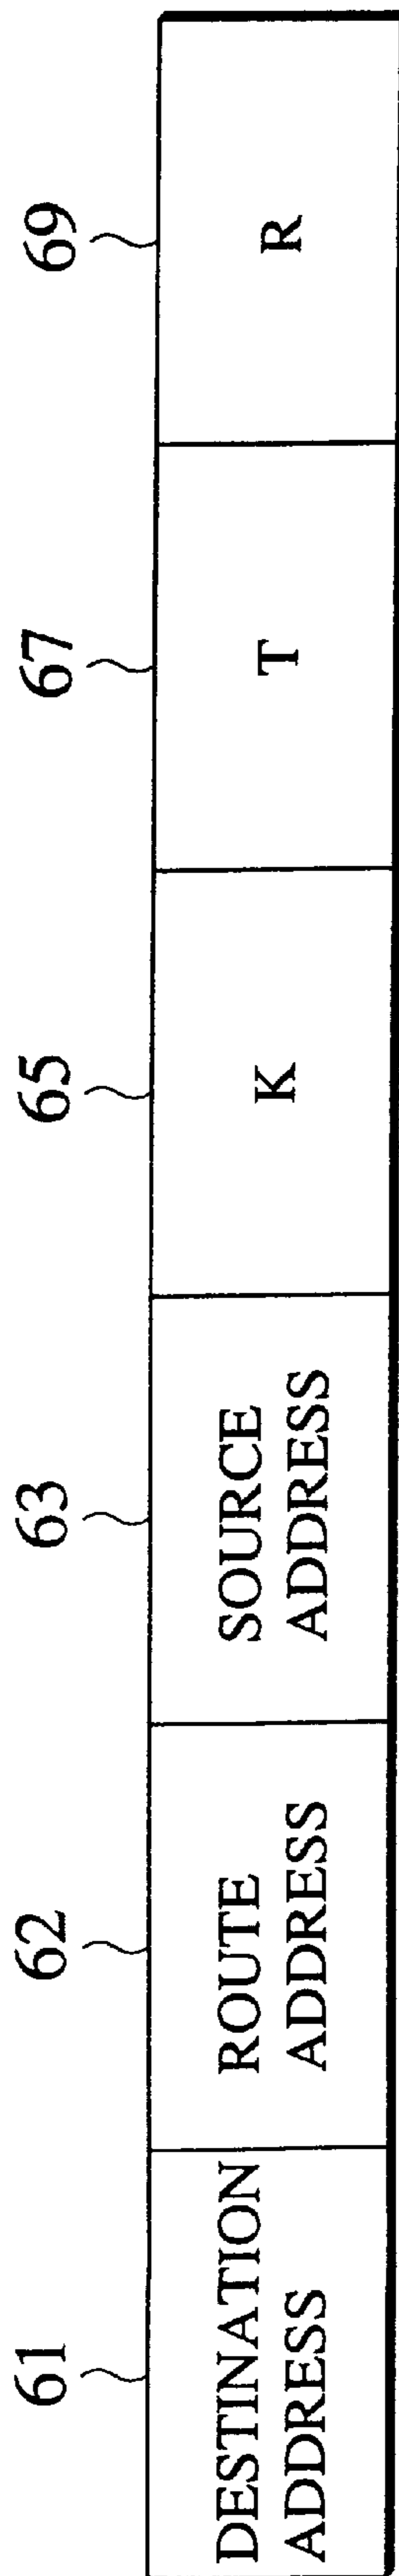 61 62 63 65 67 69
DESTINATION
ADDRESS
ROUTE
ADDRESS
SOURCE
ADDRESS
K
T
R